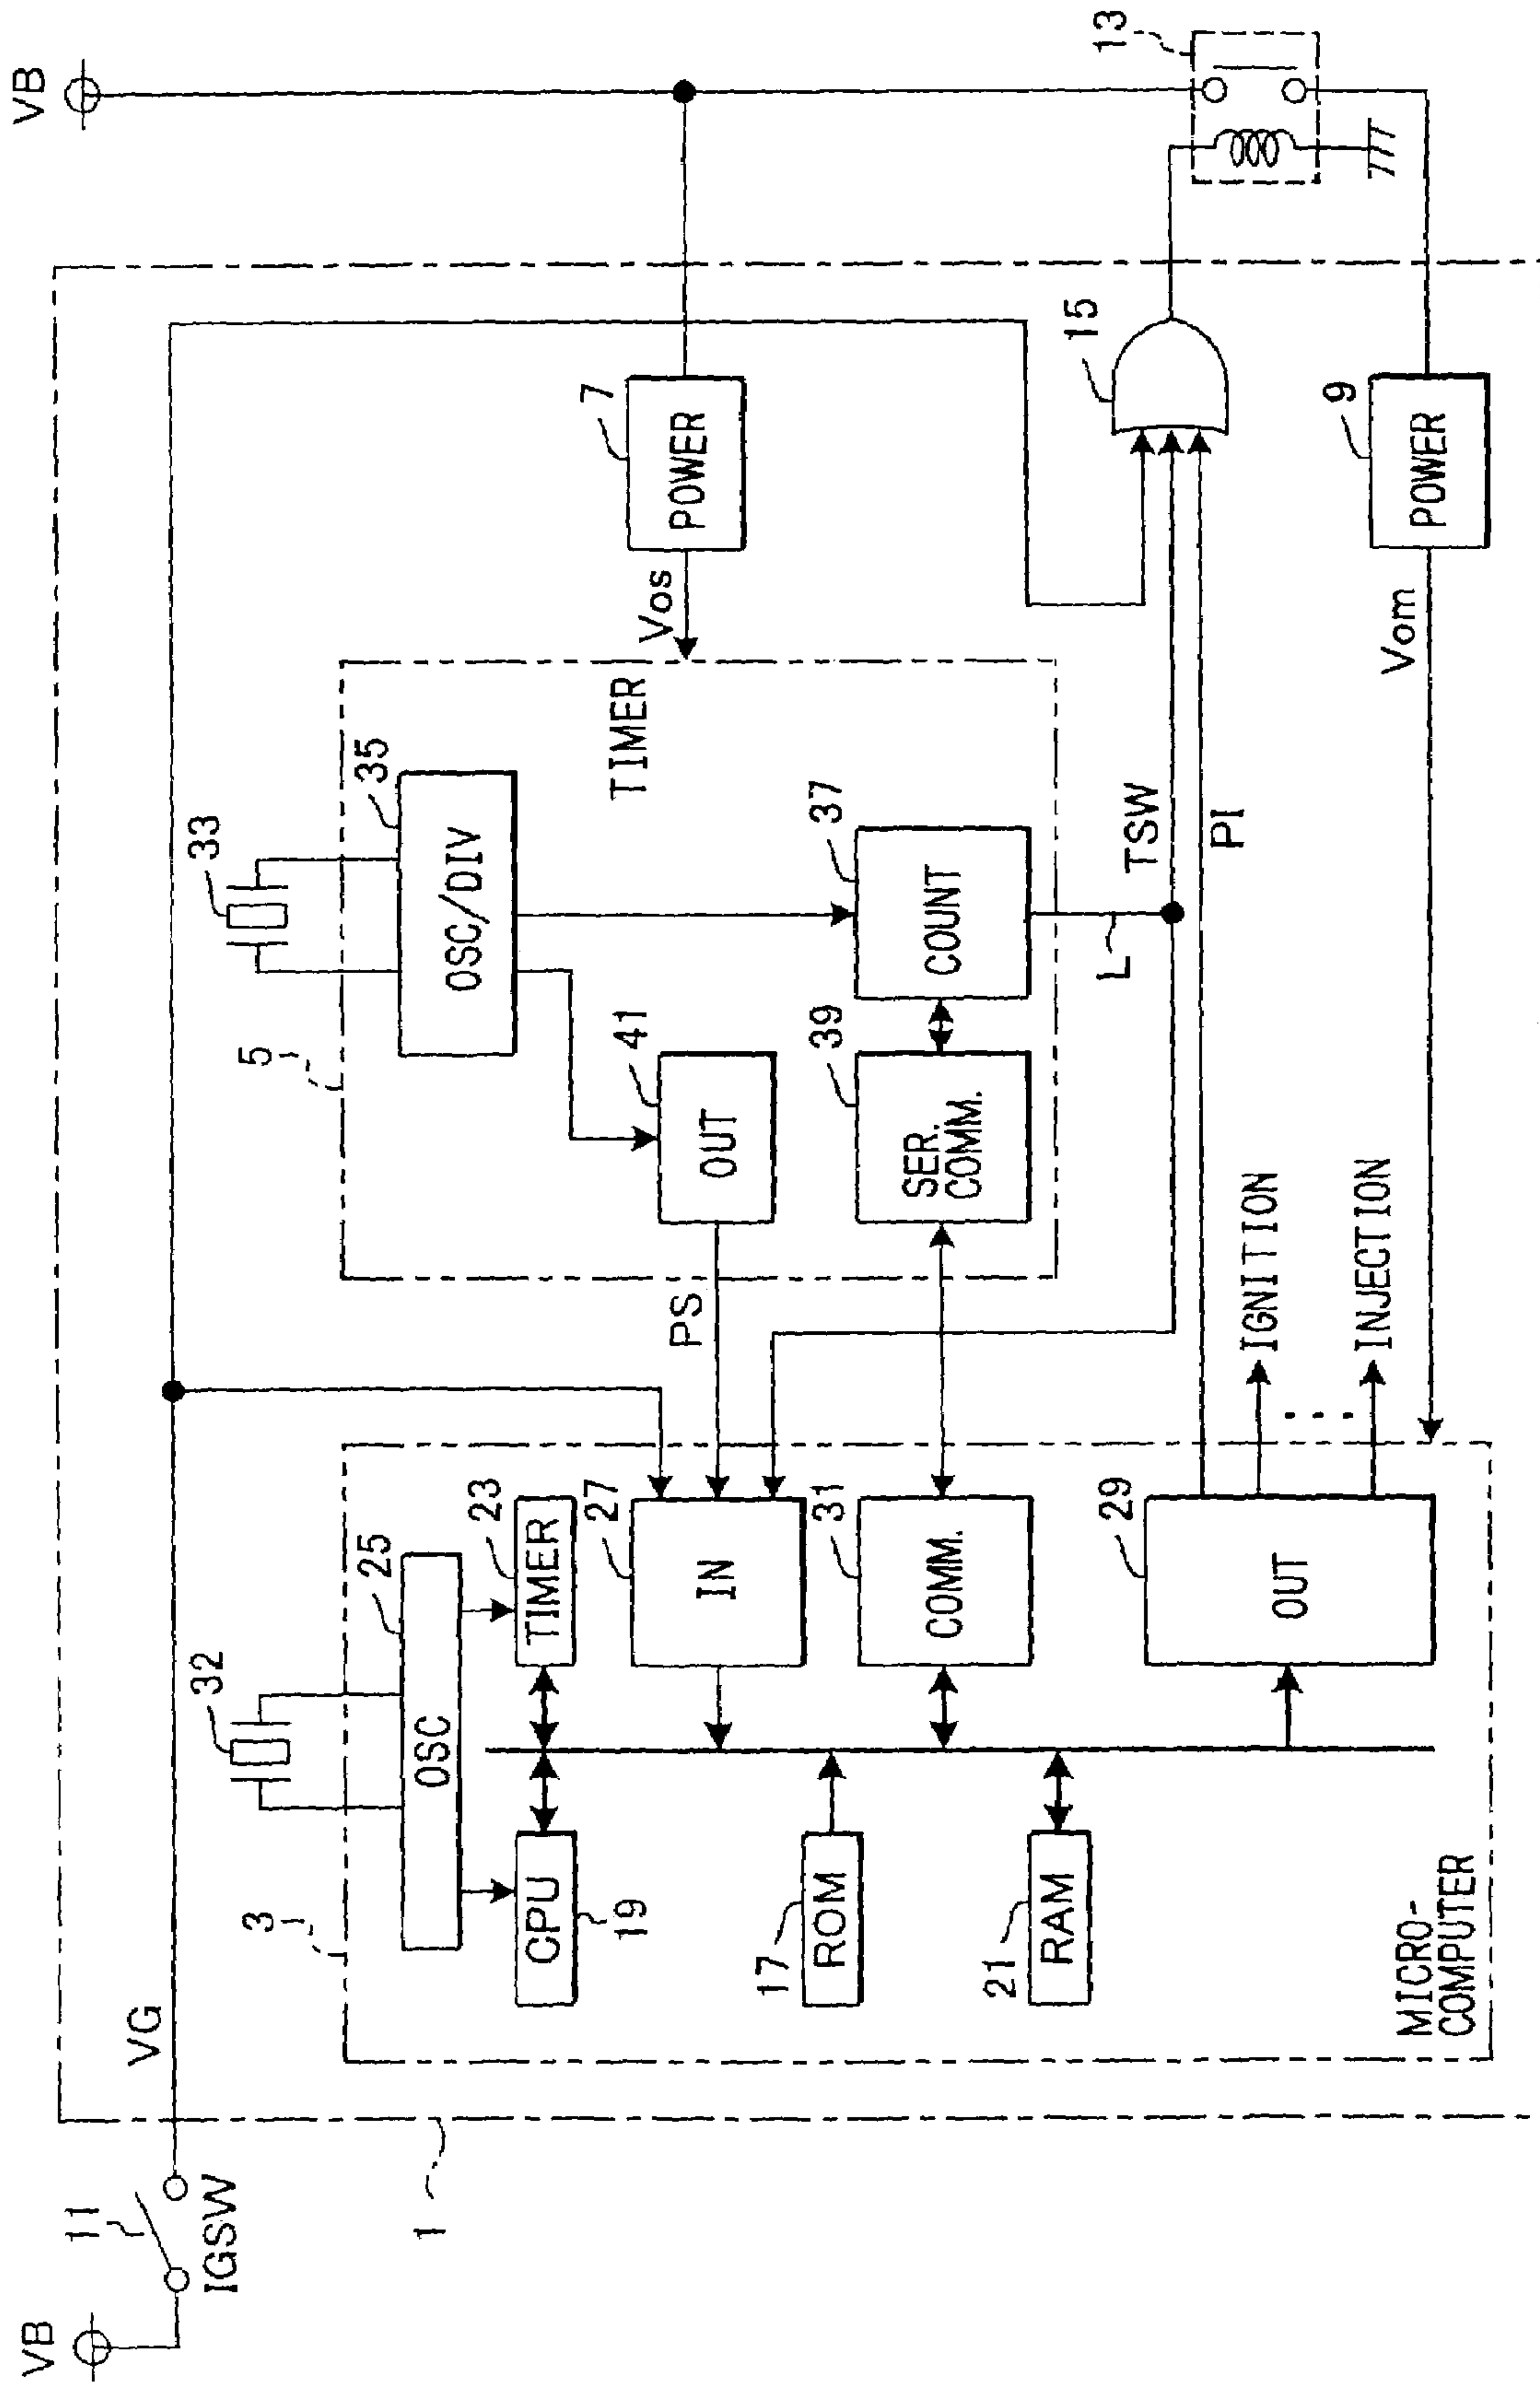 VB
11
IGSW
VG
1
3
32
25
OSC
CPU
19
23
TIMER
17
ROM
21
RAM
27
IN
31
COMM.
29
OUT
MICRO-
COMPUTER
IGNITION
INJECTION
5
33
35
OSC/DIV
41
OUT
PS
39
SER.
COMM.
37
COUNT
TIMER
L
TSW
PI
Vos
7
POWER
15
Vom
9
POWER
VB
13